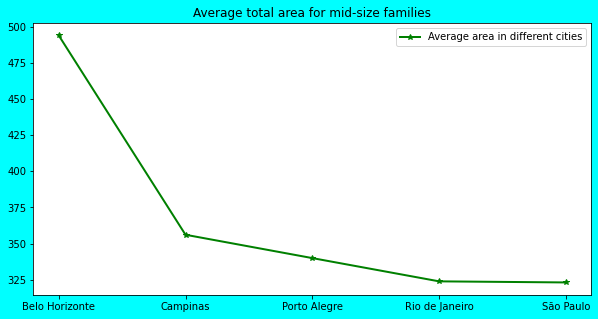 Average total area for mid-size families
Average area in different cities
500
475
450
425
400
375
350
325
Belo Horizonte Campinas Porto Alegre Rio de Janeiro São Paulo